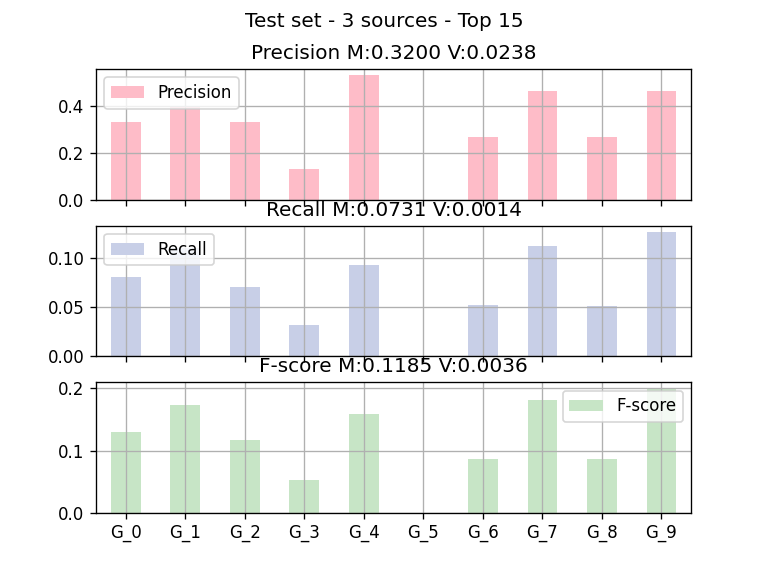 Test set - 3 sources - Top 15
Precision M:0.3200 V:0.0238
0.4
0.2
0.0
Precision
Recall M:0.0731 V:0.0014
0.10
0.05
0.00
Recall
F-score M:0.1185 V:0.0036
0.2
0.1
0.0
F-score
G_0 G_1 G_2 G_3 G_4 G_5 G_6 G_7 G_8 G_9